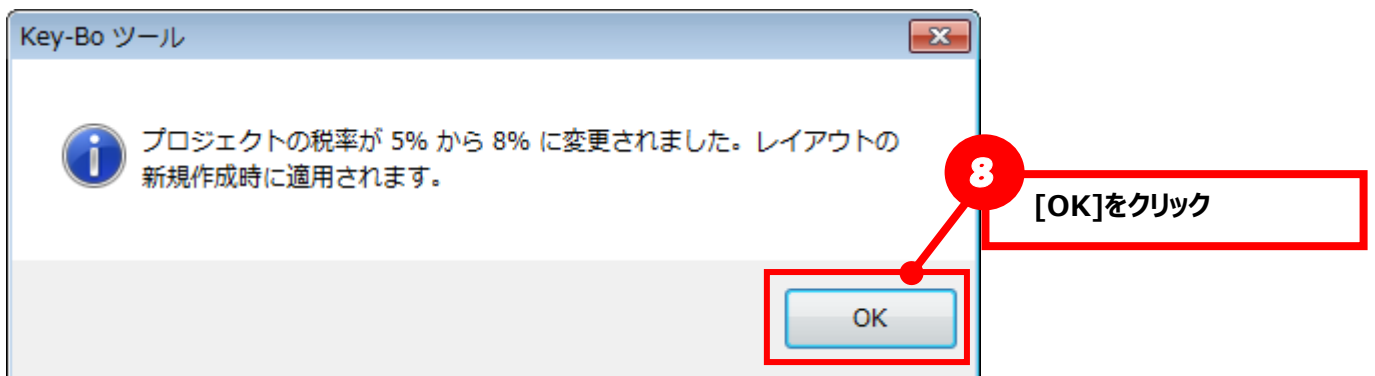 Key-Bo ツール
プロジェクトの税率が 5% から 8% に変更されました。レイアウトの
新規作成時に適用されます。
8
[OK]をクリック
OK